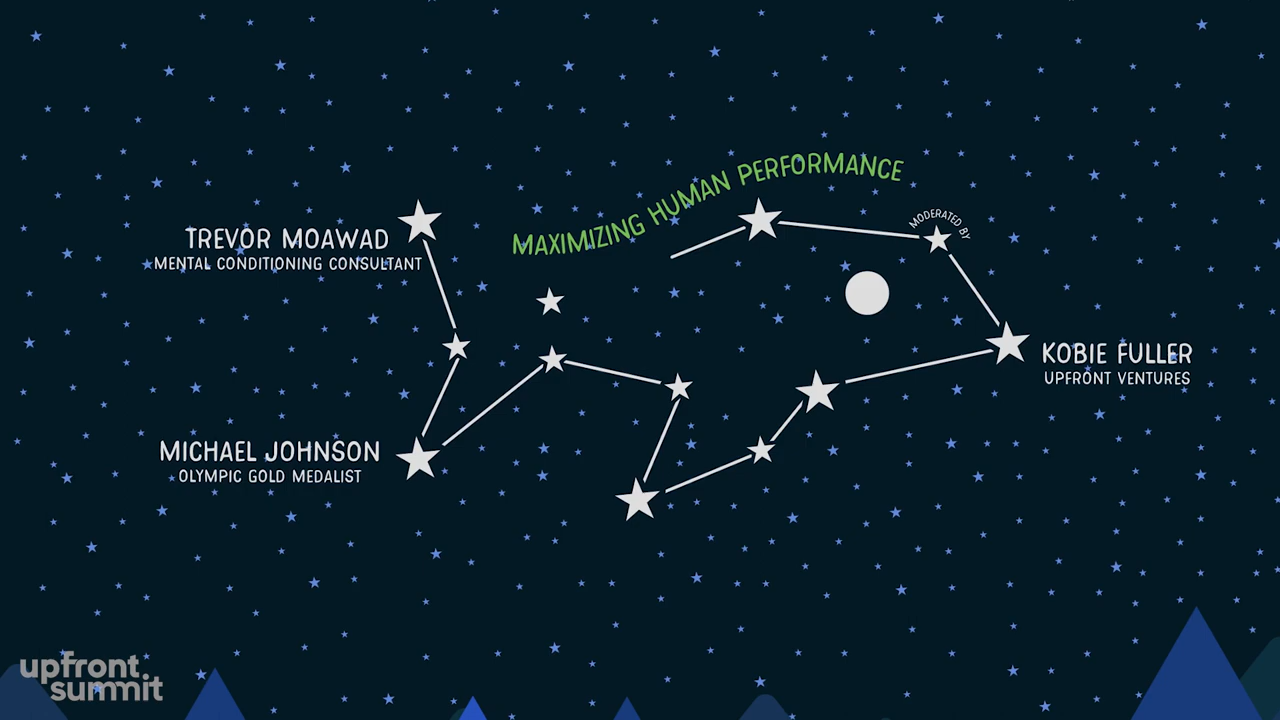 MAXIMIZING HUMAN PERFORMANCE
TREVOR MOAWAD
MENTAL CONDITIONING CONSULTANT
MICHAEL JOHNSON
OLYMPIC GOLD MEDALIST
MODERATED BY
KOBIE FULLER
UPFRONT VENTURES
upfront
summit